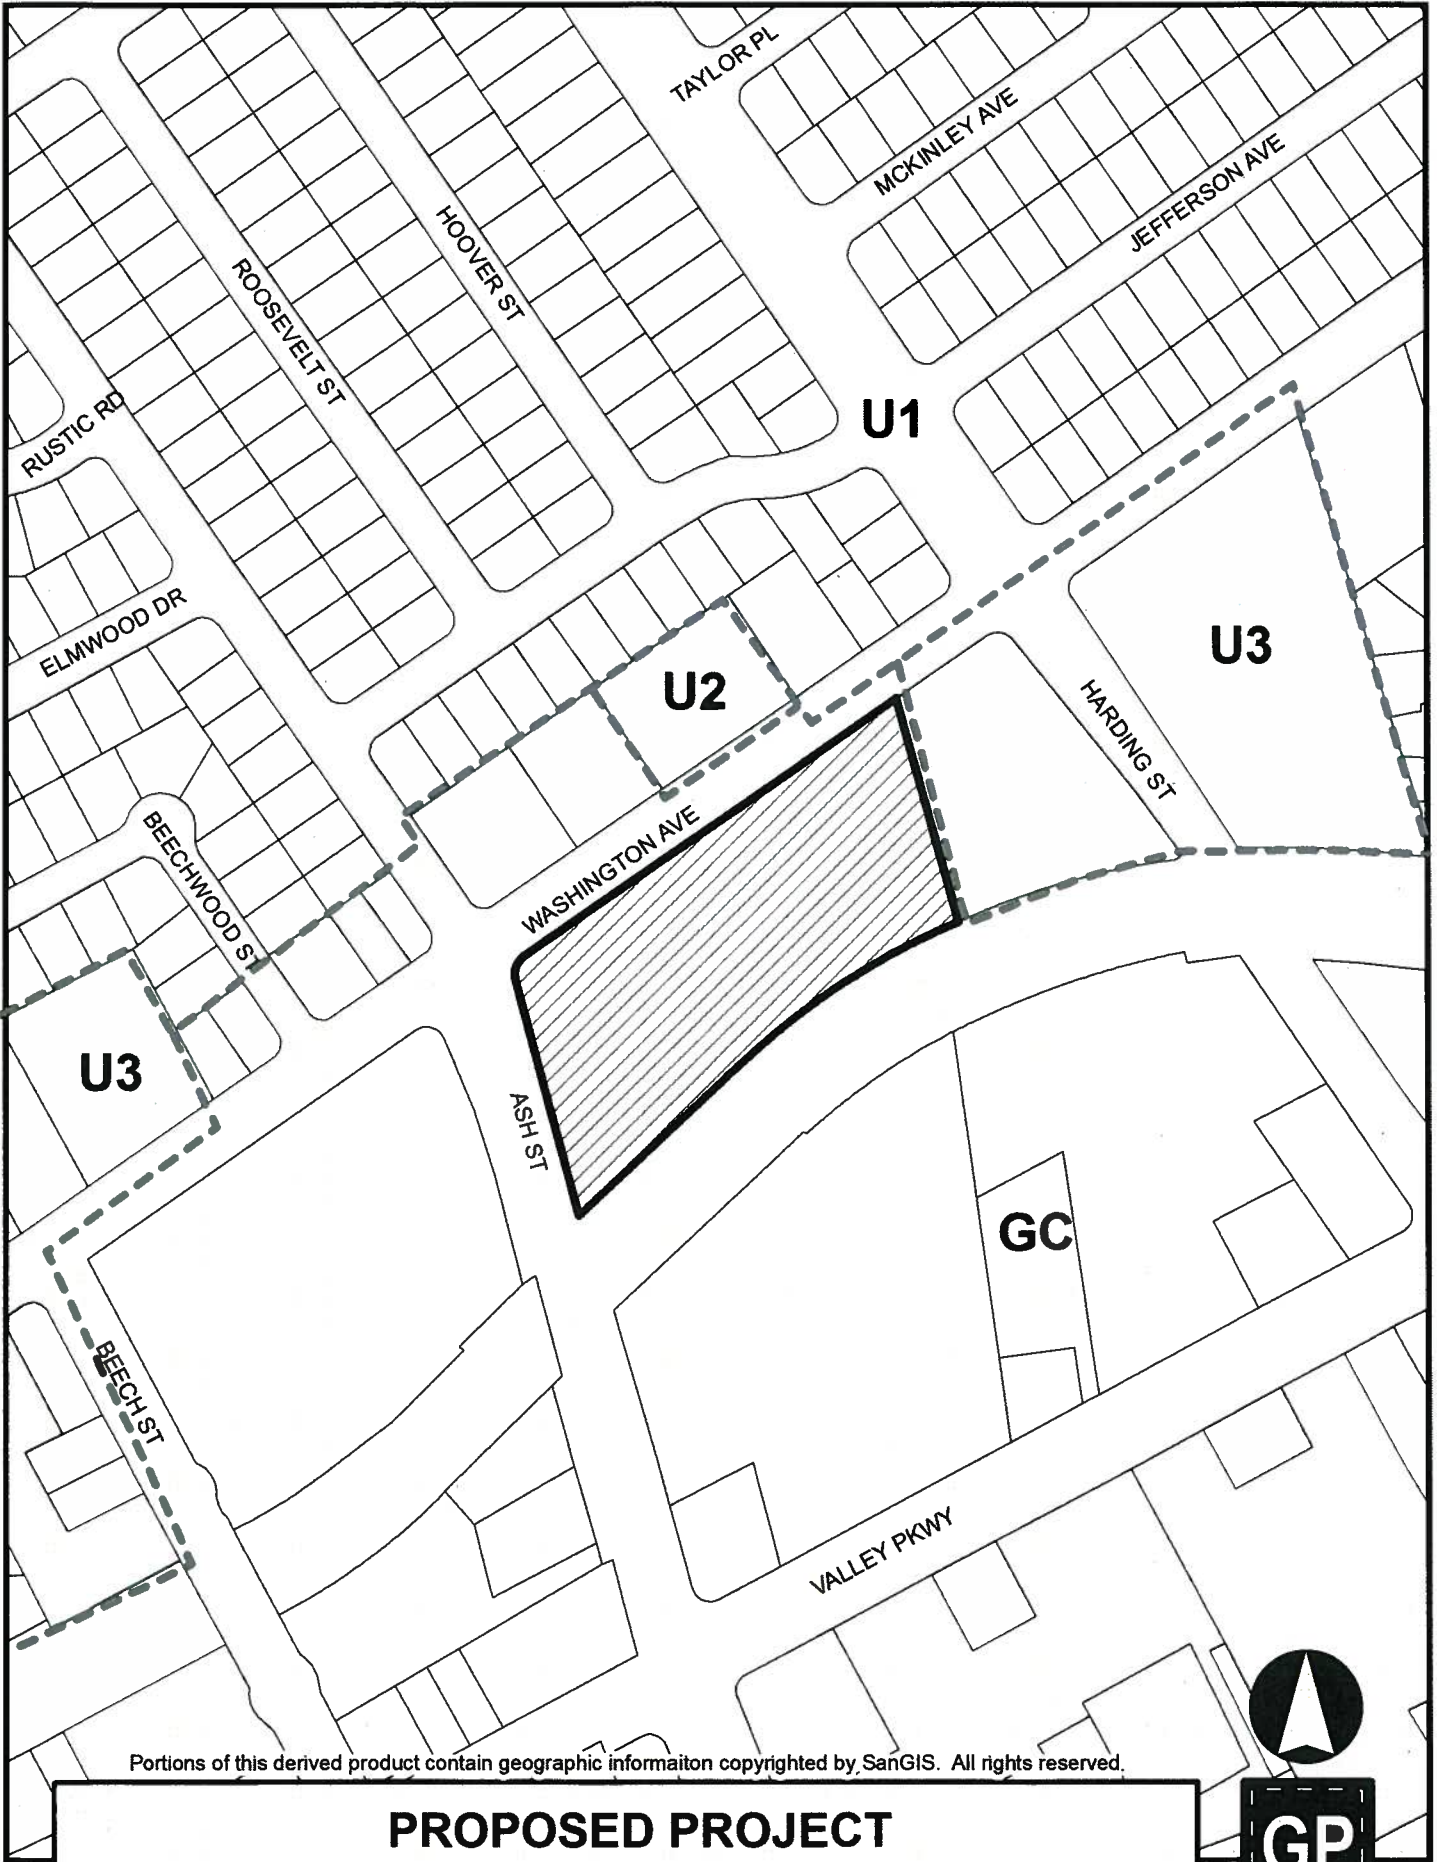 TAYLOR PL
MCKINLEY AVE
JEFFERSON AVE
HOOVER ST
ROOSEVELT ST
RUSTIC RD
U1
ELMWOOD DR
U2
U3
HARDING ST
BEECHWOOD ST
WASHINGTON AVE
U3
ASH ST
GC
BEECH ST
VALLEY PKWY
Portions of this derived product contain geographic informaiton copyrighted by SanGIS. All rights reserved.
PROPOSED PROJECT
GP